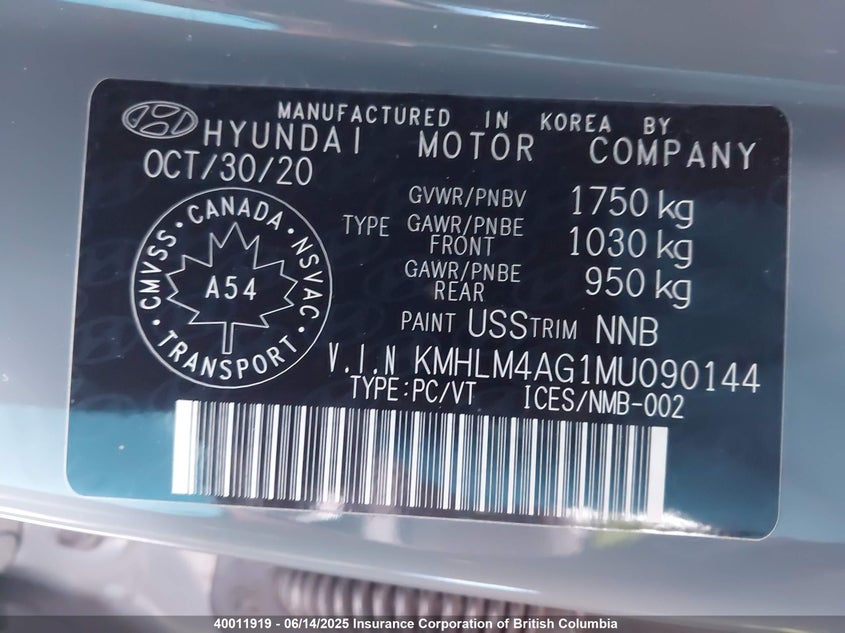 MANUFACTURED IN KOREA BY
HYUNDAI MOTOR COMPANY
OCT/30/20
GVWR/PNBV 1750 kg
TYPE GAWR/PNBE FRONT 1030 kg
GAWR/PNBE REAR 950 kg
CANADA • NSVAC • TRANSPORT • CMVSS •
A54
PAINT USS TRIM NNB
V.I.N KMHLM4AG1MU090144
TYPE:PC/VT ICES/NMB-002
40011919 - 06/14/2025 Insurance Corporation of British Columbia